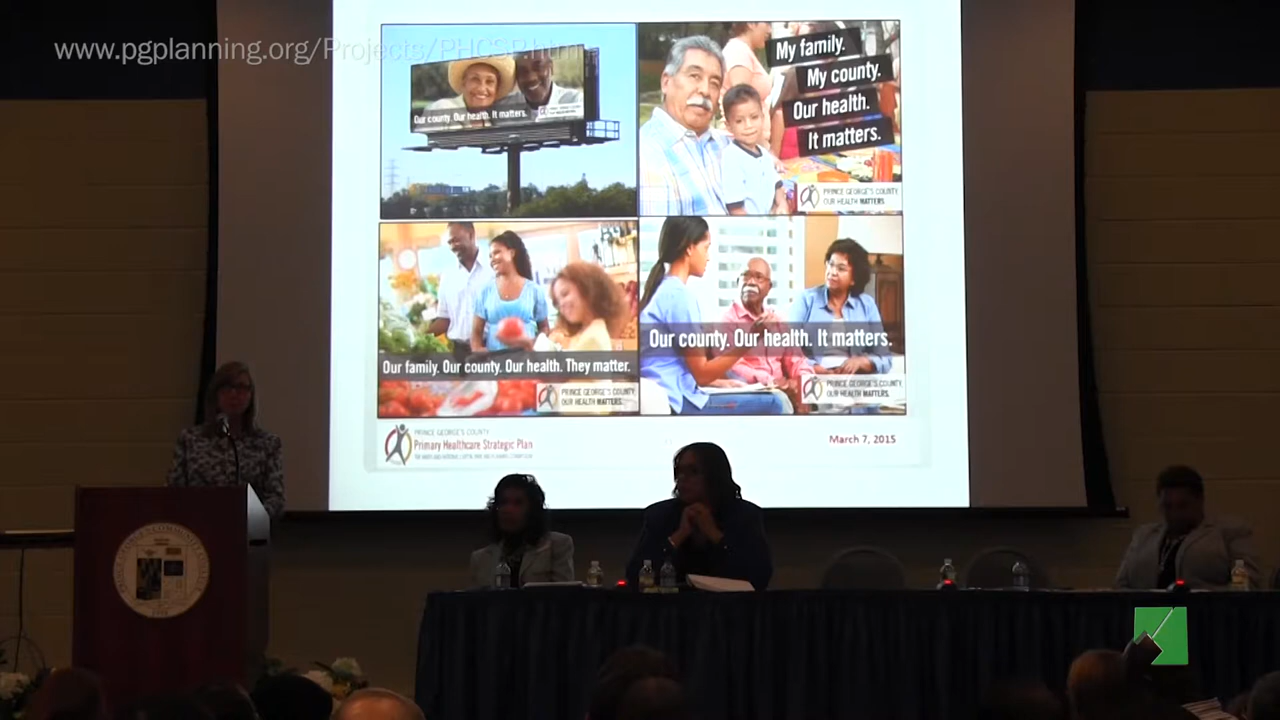 www.pgplanning.org/Projects/PHCSP.htm
Our county. Our health. It matters.
My family.
My county.
Our health.
It matters.
PRINCE GEORGE'S COUNTY
OUR HEALTH MATTERS
Our family. Our county. Our health. They matter.
PRINCE GEORGE'S COUNTY
OUR HEALTH MATTERS
Our county. Our health. It matters.
PRINCE GEORGE'S COUNTY
OUR HEALTH MATTERS
PRINCE GEORGE'S COUNTY
Primary Healthcare Strategic Plan
March 7, 2015